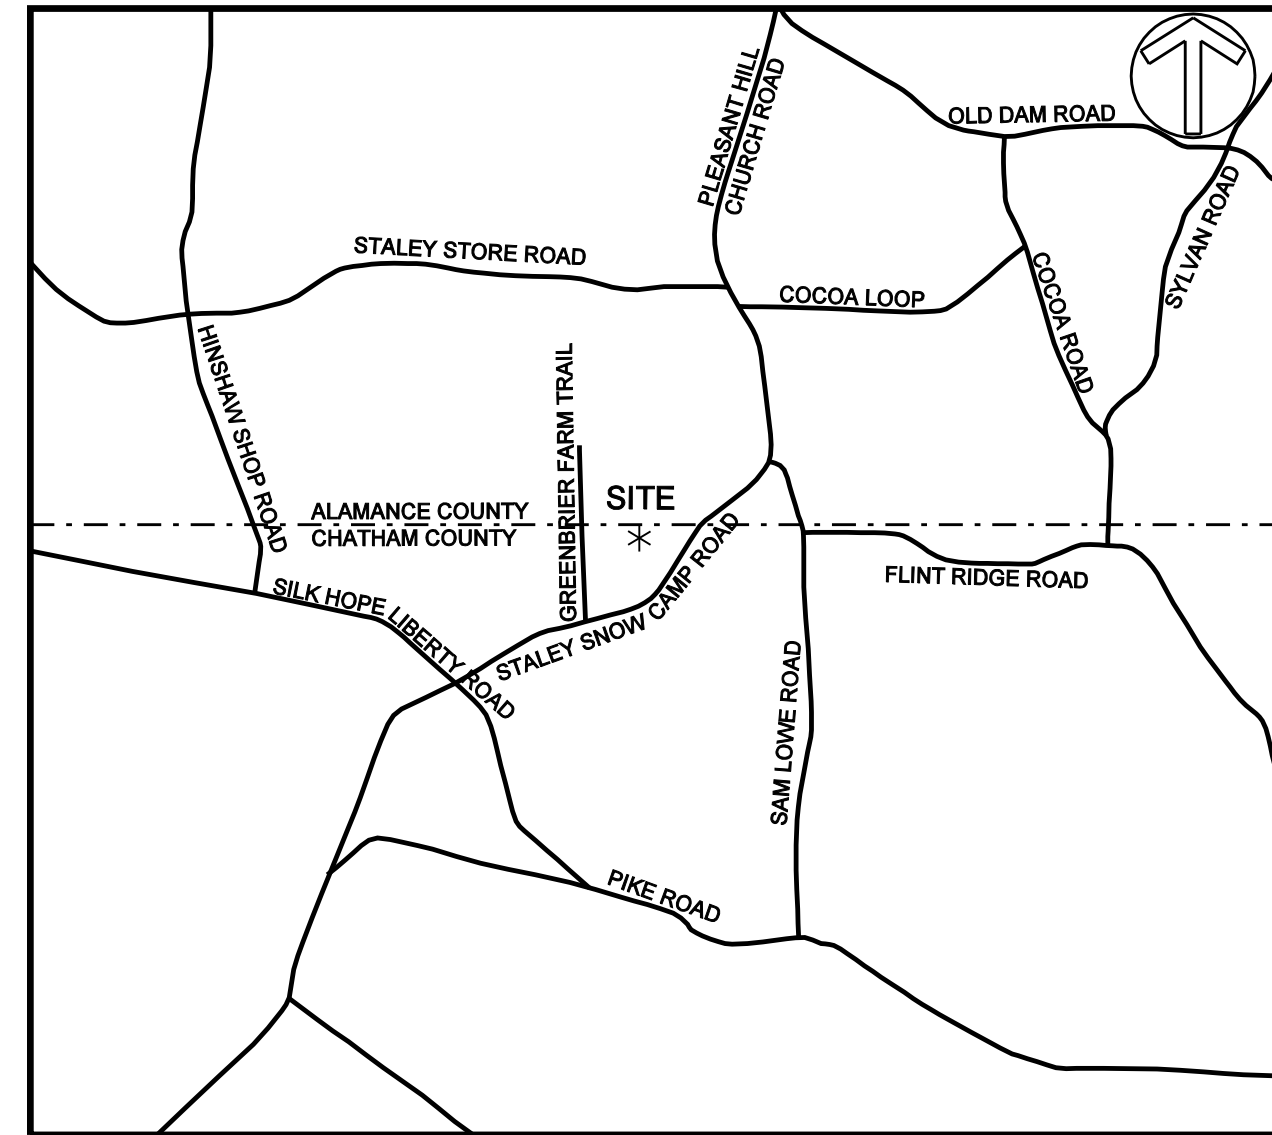 PLEASANT HILL
CHURCH ROAD
OLD DAM ROAD
SYLVAN ROAD
STALEY STORE ROAD
COCOA LOOP
COCOA ROAD
HINSHAW SHOP ROAD
GREENBRIER FARM TRAIL
SITE
ALAMANCE COUNTY
CHATHAM COUNTY
STALEY SNOW CAMP ROAD
FLINT RIDGE ROAD
SILK HOPE LIBERTY ROAD
SAM LOWE ROAD
PIKE ROAD